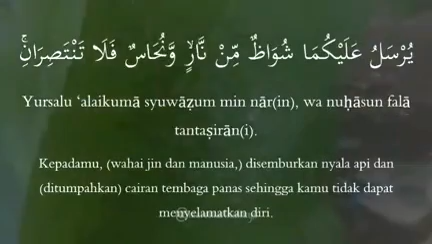 يُرْسَلُ عَلَيْكُمَا شُوَاظٌ مِّنْ نَّارٍۙ وَّنُحَاسٌ فَلَا تَنْتَصِرَانِۚ
Yursalu ‘alaikumā syuwāẓum min nār(in), wa nuḥāsun falā
tantaṣirān(i).
Kepadamu, (wahai jin dan manusia,) disemburkan nyala api dan
(ditumpahkan) cairan tembaga panas sehingga kamu tidak dapat
menyelamatkan diri.